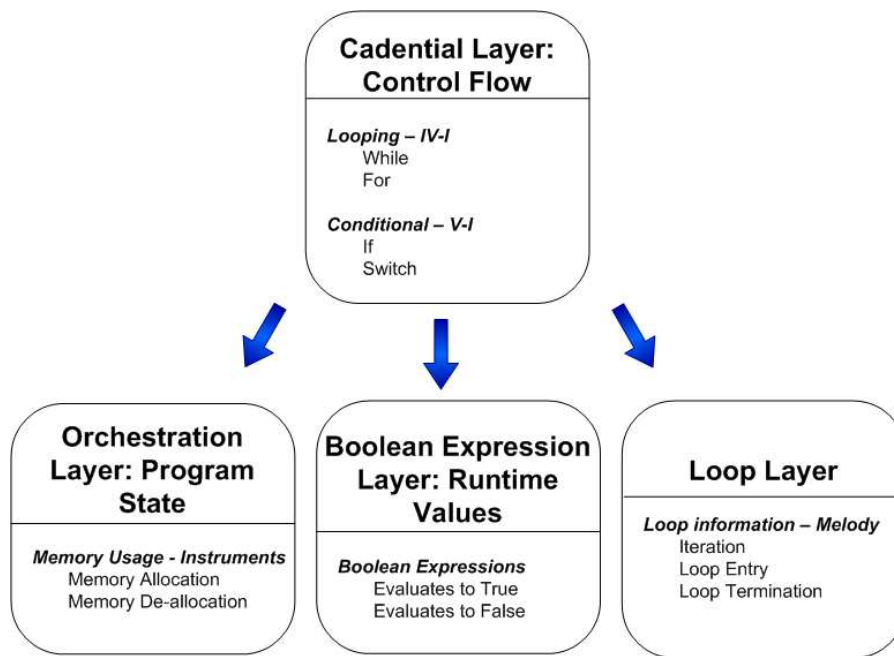 Cadential Layer:
Control Flow
Looping – IV-I
While
For
Conditional – V-I
If
Switch
Orchestration
Layer: Program
State
Memory Usage - Instruments
Memory Allocation
Memory De-allocation
Boolean Expression
Layer: Runtime
Values
Boolean Expressions
Evaluates to True
Evaluates to False
Loop Layer
Loop information – Melody
Iteration
Loop Entry
Loop Termination